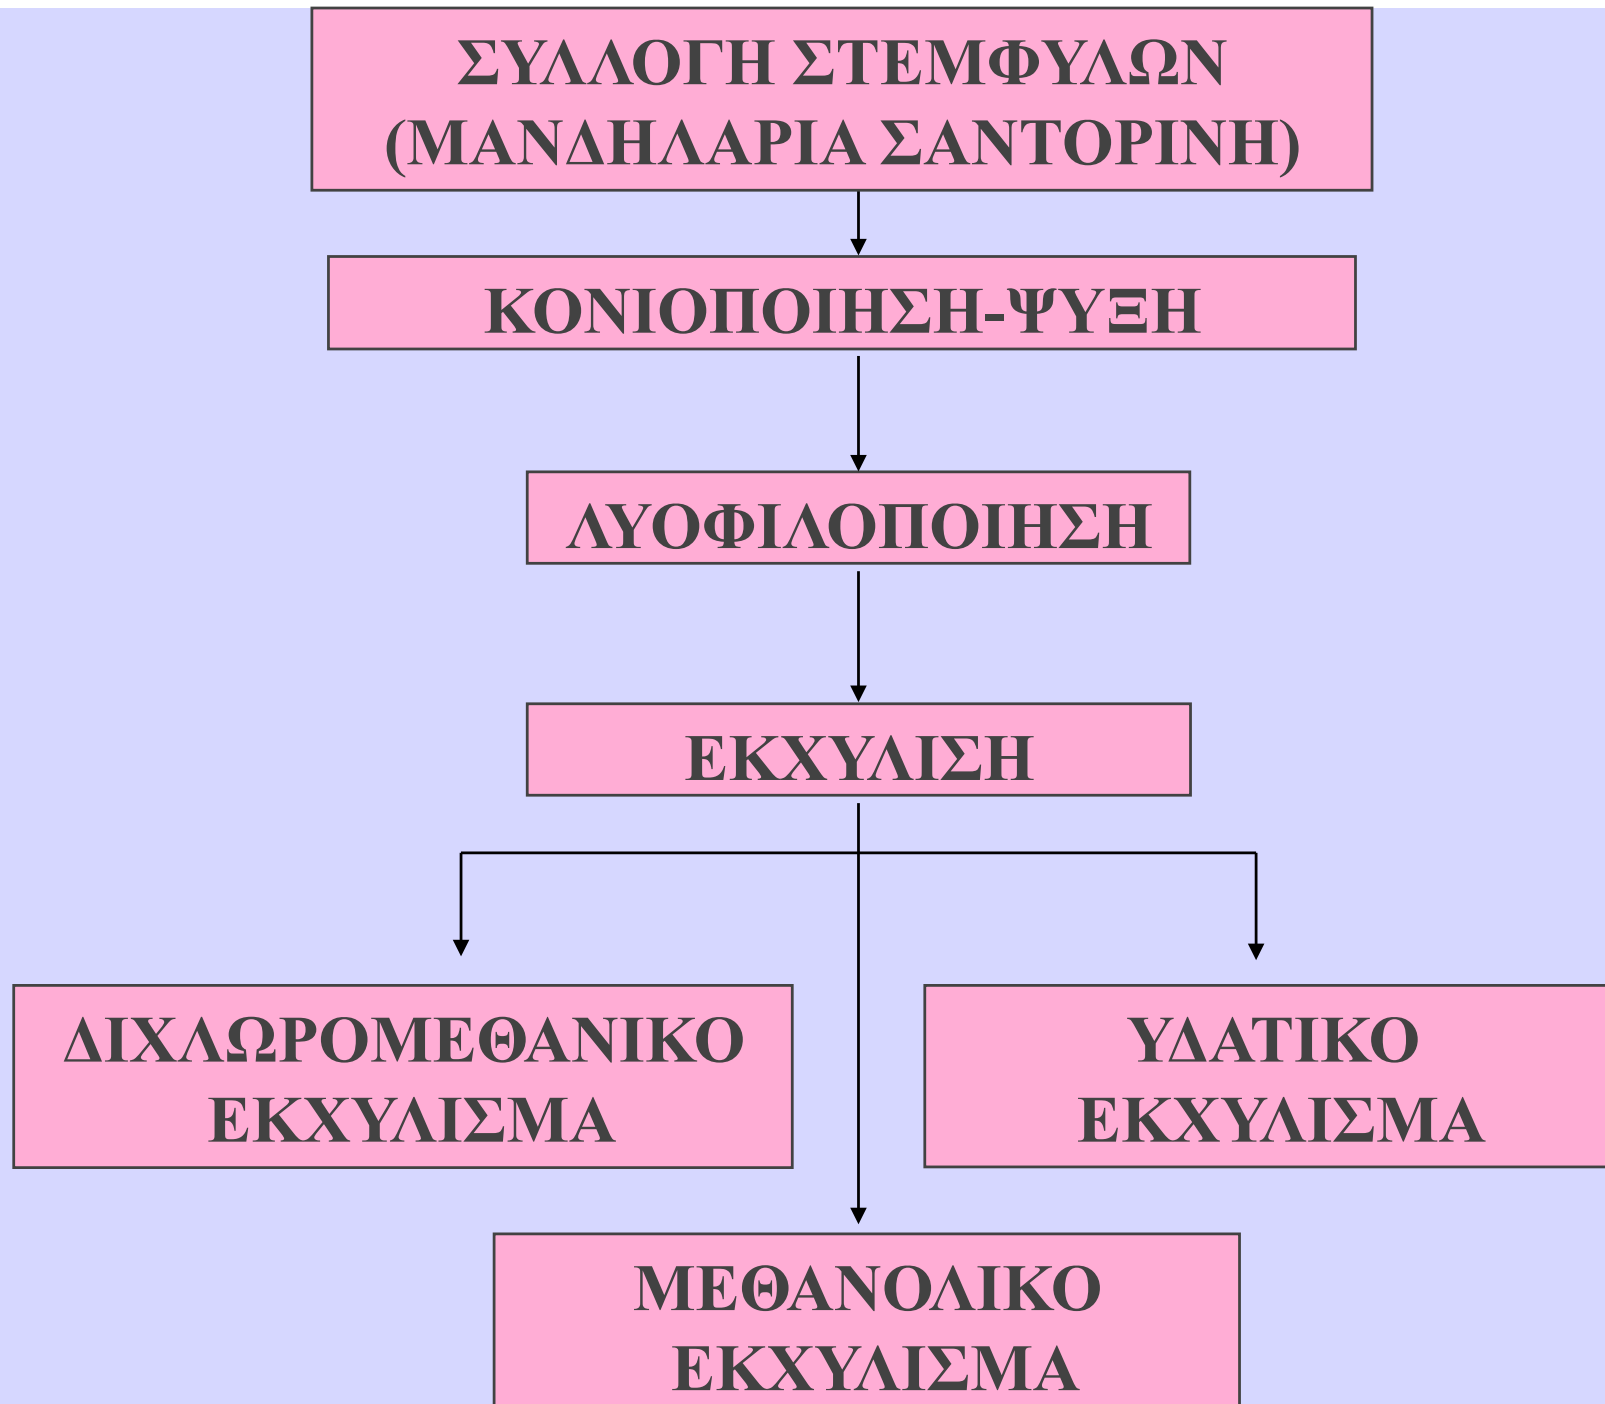 ΣΥΛΛΟΓΗ ΣΤΕΜΦΥΛΩΝ
(ΜΑΝΔΗΛΑΡΙΑ ΣΑΝΤΟΡΙΝΗ)
ΚΟΝΙΟΠΟΙΗΣΗ-ΨΥΞΗ
ΛΥΟΦΙΛΟΠΟΙΗΣΗ
ΕΚΧΥΛΙΣΗ
ΔΙΧΛΩΡΟΜΕΘΑΝΙΚΟ
ΕΚΧΥΛΙΣΜΑ
ΥΔΑΤΙΚΟ
ΕΚΧΥΛΙΣΜΑ
ΜΕΘΑΝΟΛΙΚΟ
ΕΚΧΥΛΙΣΜΑ